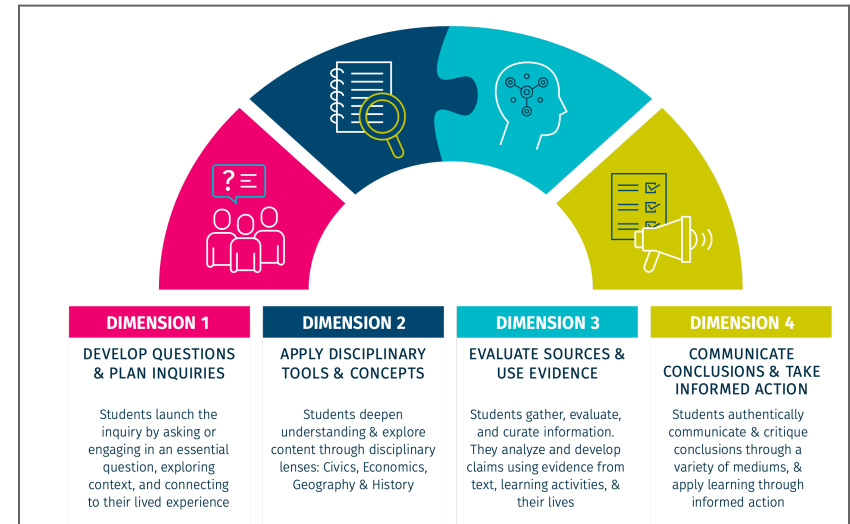 ?
DIMENSION 1
DEVELOP QUESTIONS
& PLAN INQUIRIES
Students launch the
inquiry by asking or
engaging in an essential
question, exploring
context, and connecting
to their lived experience
DIMENSION 2
APPLY DISCIPLINARY
TOOLS & CONCEPTS
Students deepen
understanding & explore
content through disciplinary
lenses: Civics, Economics,
Geography & History
DIMENSION 3
EVALUATE SOURCES &
USE EVIDENCE
Students gather, evaluate,
and curate information.
They analyze and develop
claims using evidence from
text, learning activities, &
their lives
DIMENSION 4
COMMUNICATE
CONCLUSIONS & TAKE
INFORMED ACTION
Students authentically
communicate & critique
conclusions through a
variety of mediums, &
apply learning through
informed action